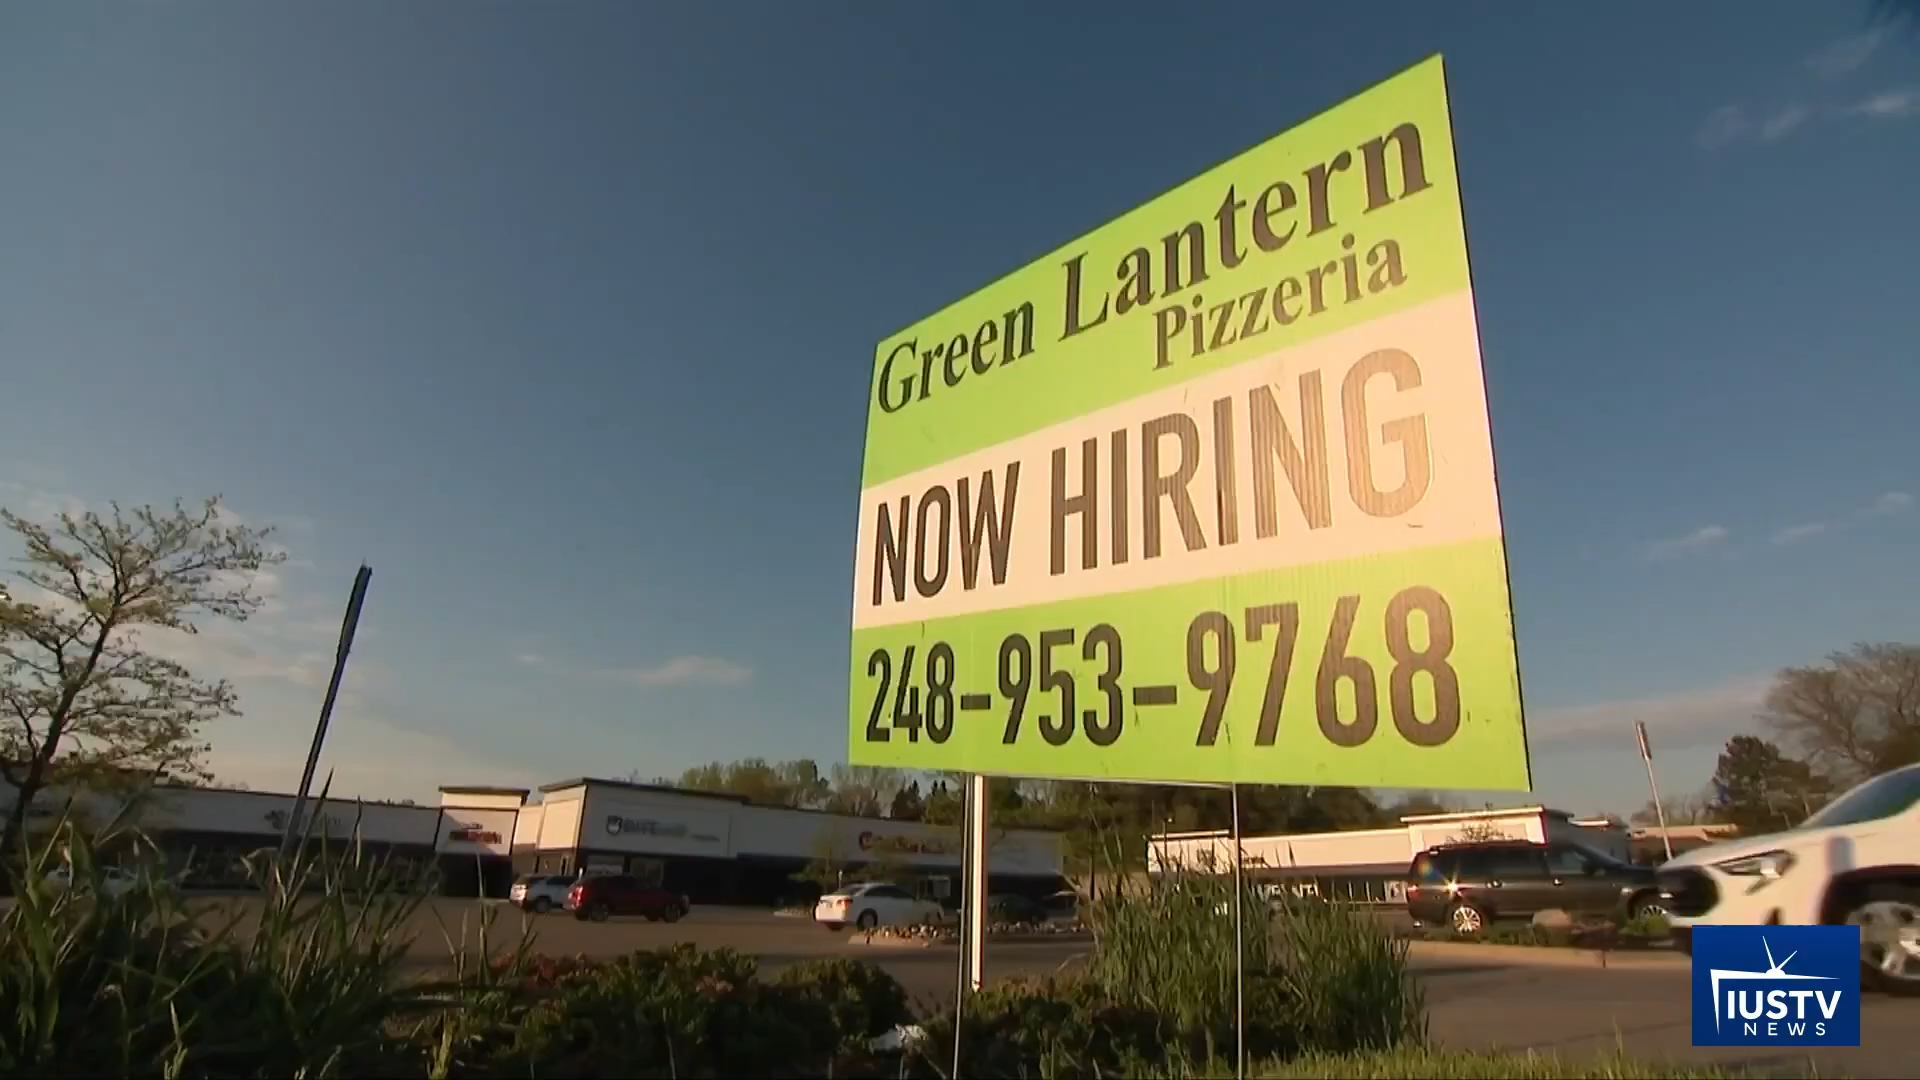 Green Lantern
Pizzeria
NOW HIRING
248-953-9768
IUSTV
NEWS